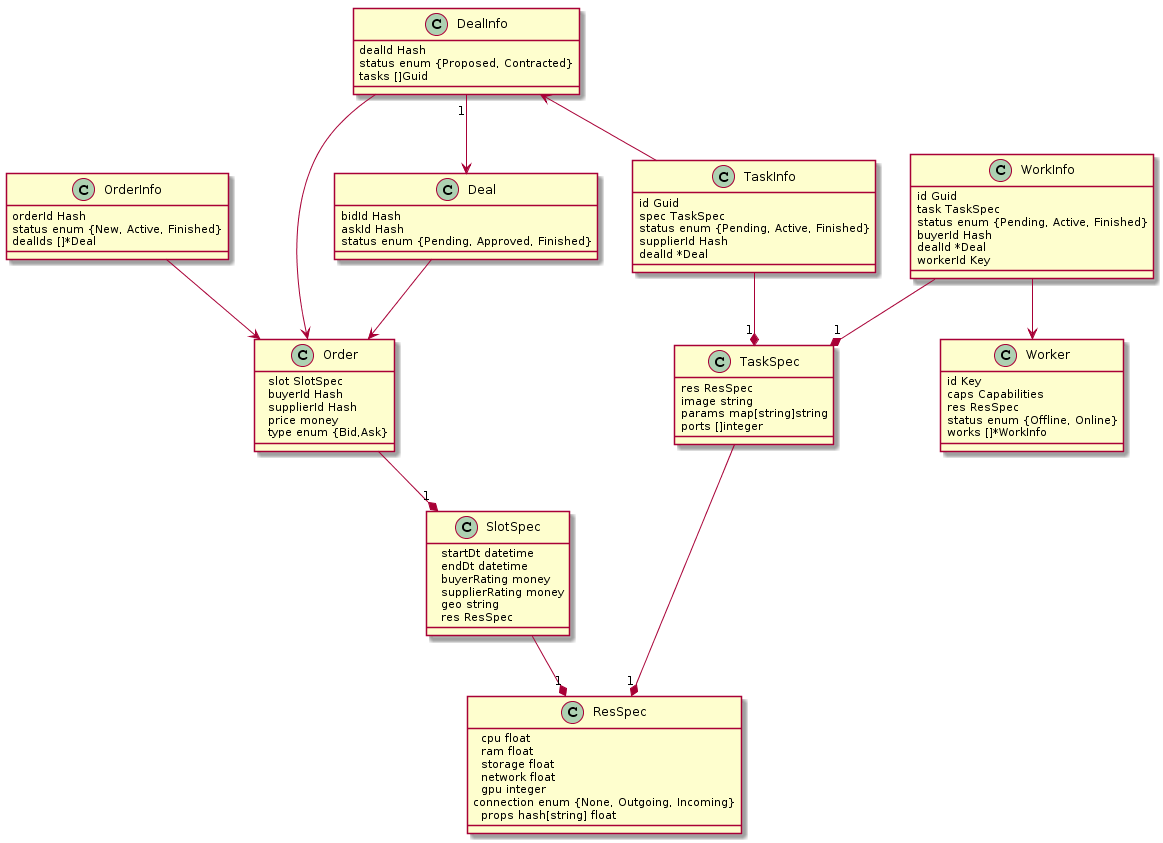 C DealInfo
dealId Hash
status enum {Proposed, Contracted}
tasks []Guid
1
C OrderInfo
orderId Hash
status enum {New, Active, Finished}
dealIds []*Deal
C Deal
bidId Hash
askId Hash
status enum {Pending, Approved, Finished}
C TaskInfo
id Guid
spec TaskSpec
status enum {Pending, Active, Finished}
supplierId Hash
dealId *Deal
C WorkInfo
id Guid
task TaskSpec
status enum {Pending, Active, Finished}
buyerId Hash
dealId *Deal
workerId Key
1
1
C Order
slot SlotSpec
buyerId Hash
supplierId Hash
price money
type enum {Bid,Ask}
C TaskSpec
res ResSpec
image string
params map[string]string
ports []integer
C Worker
id Key
caps Capabilities
res ResSpec
status enum {Offline, Online}
works []*WorkInfo
1
C SlotSpec
startDt datetime
endDt datetime
buyerRating money
supplierRating money
geo string
res ResSpec
1
1
C ResSpec
cpu float
ram float
storage float
network float
gpu integer
connection enum {None, Outgoing, Incoming}
props hash[string] float